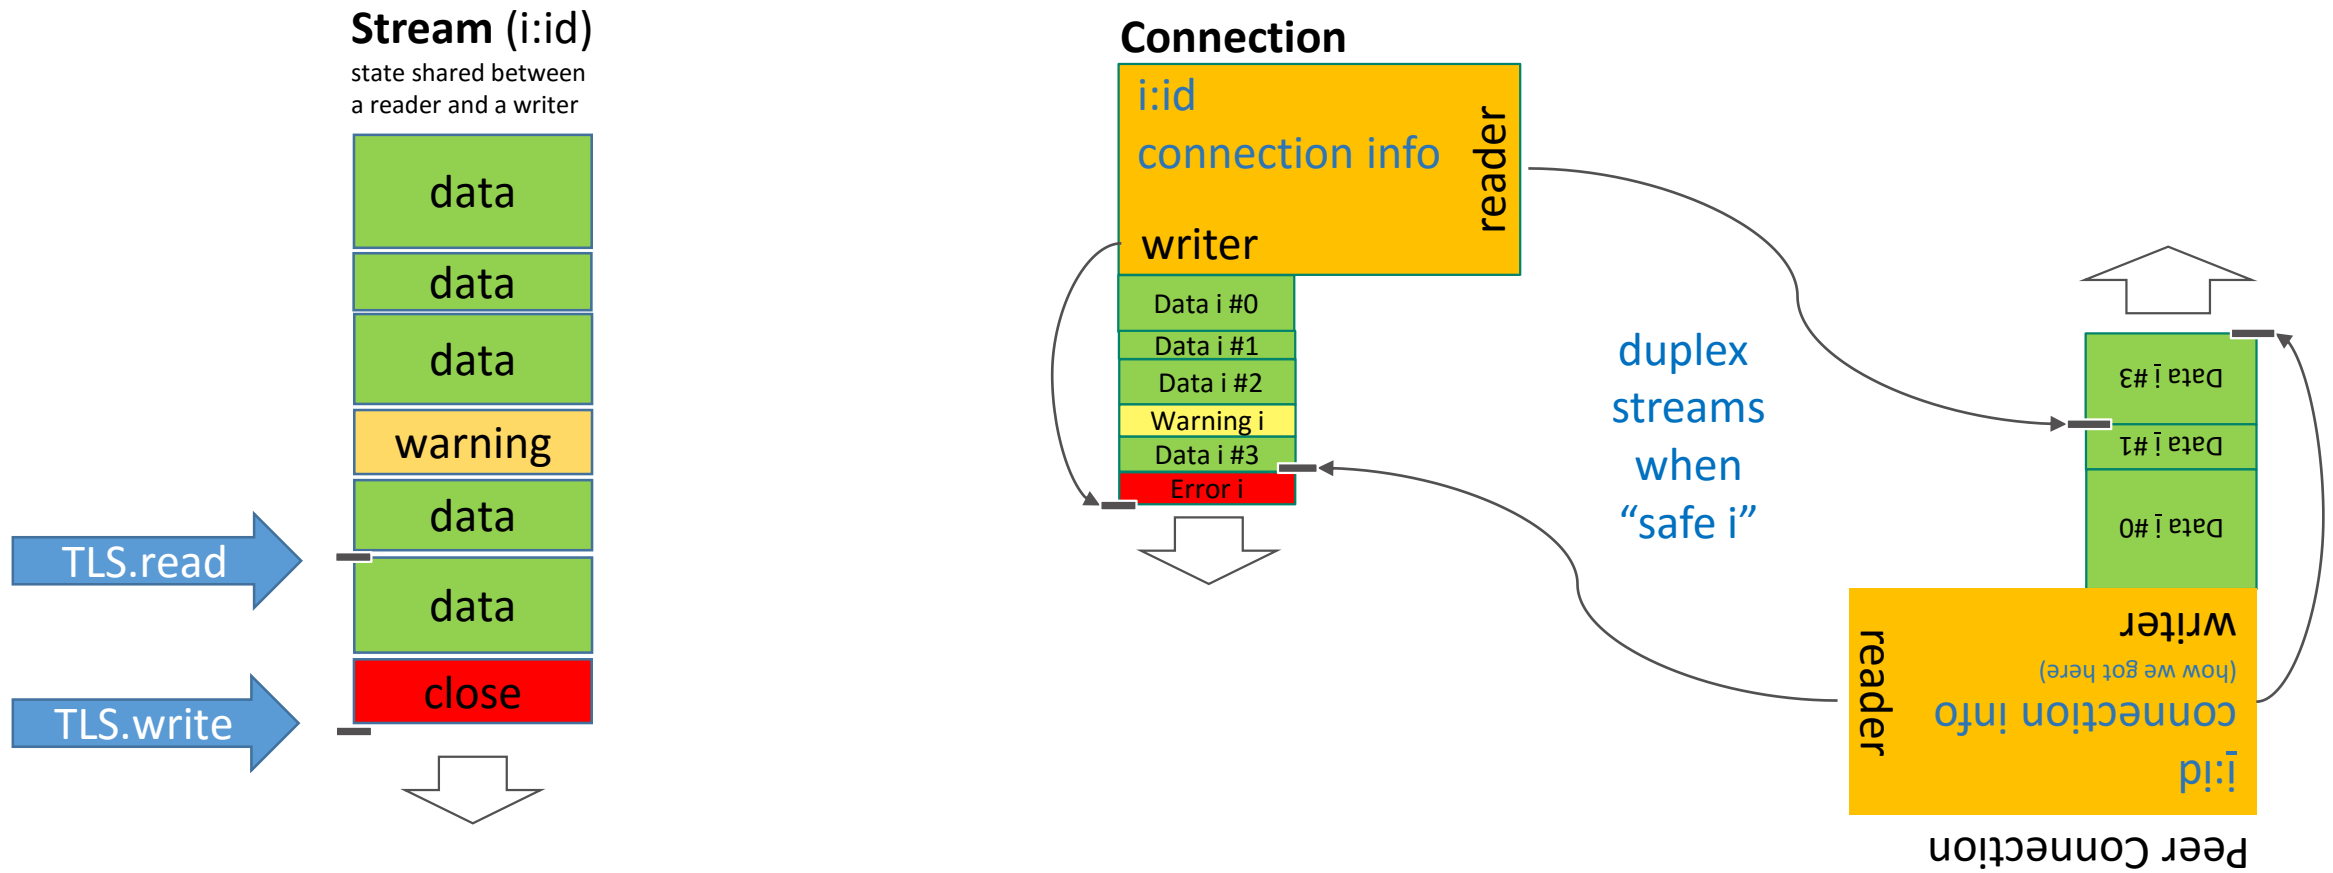 Stream (i:id)
state shared between
a reader and a writer
data
data
data
warning
data
data
close
TLS.read
TLS.write
Connection
i:id
connection info
reader
writer
Data i #0
Data i #1
Data i #2
Warning i
Data i #3
Error i
duplex
streams
when
“safe i”
Data i̅ #3
Data i̅ #1
Data i̅ #0
writer
(how we got here)
connection info
i̅:id
reader
Peer Connection